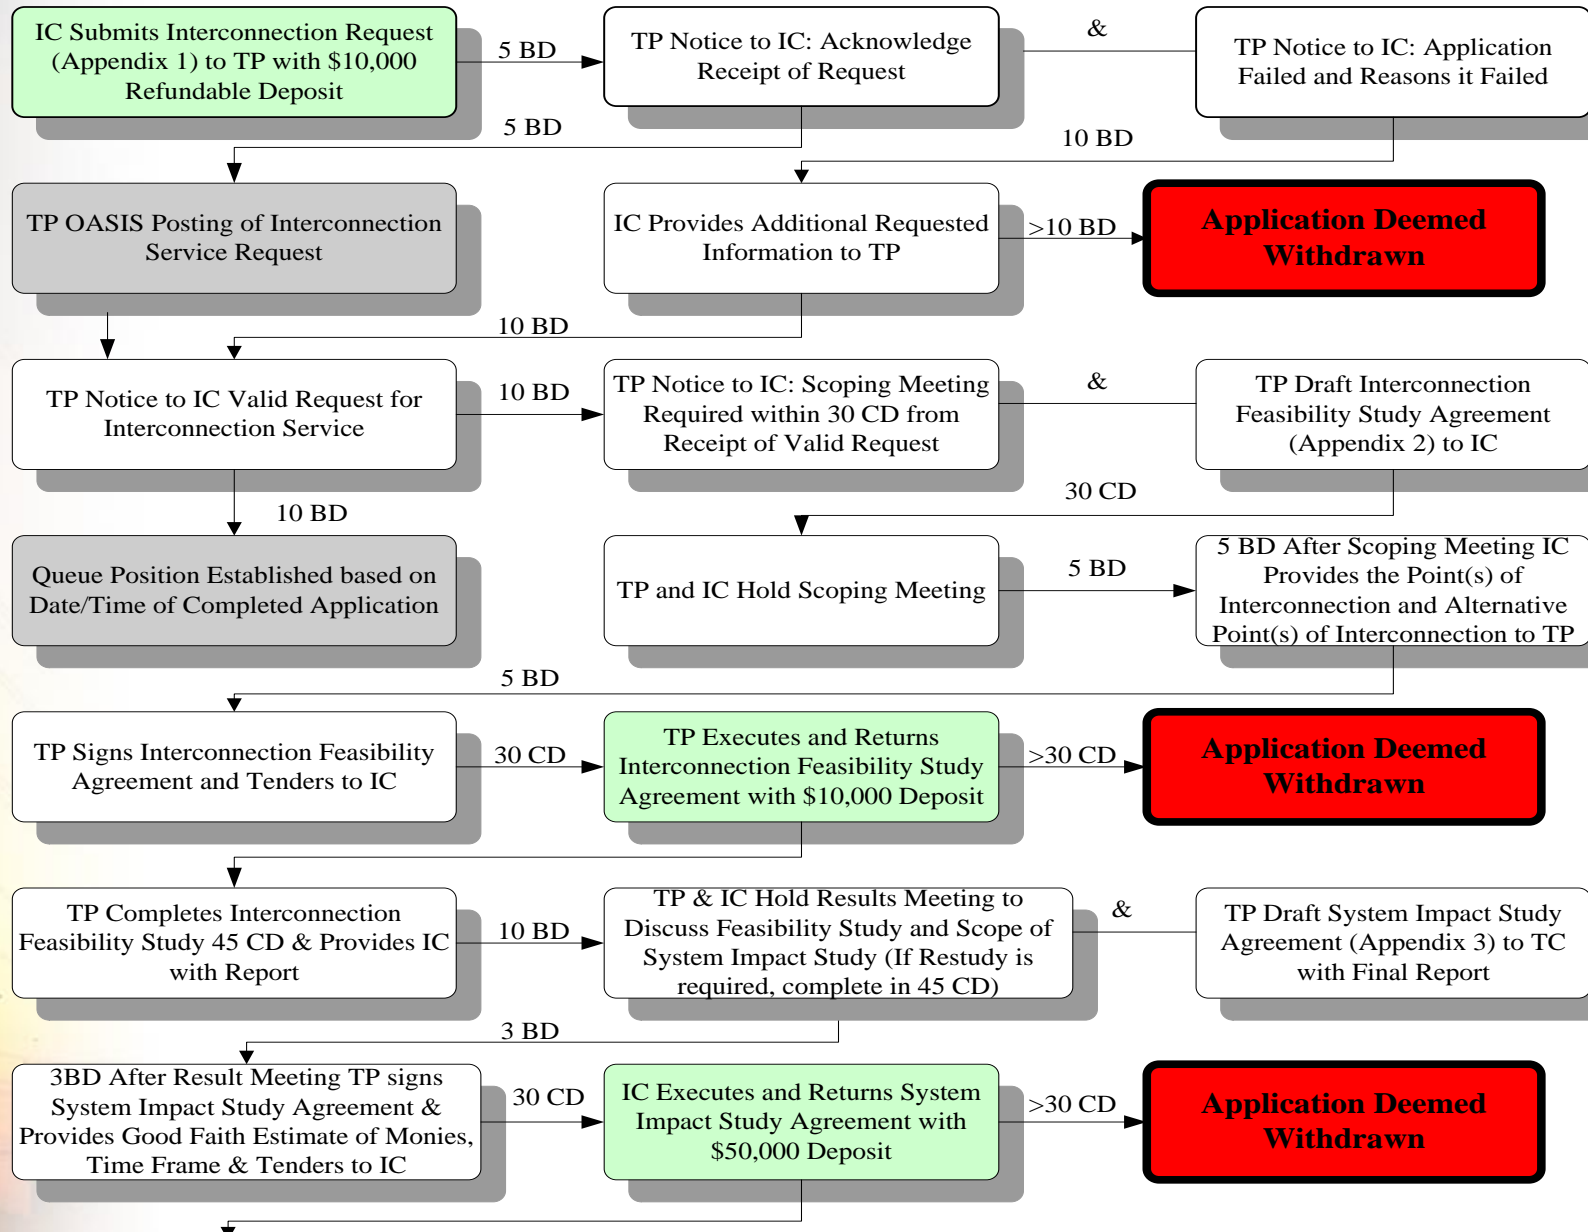 IC Submits Interconnection Request
(Appendix 1) to TP with $10,000
Refundable Deposit
5 BD
TP Notice to IC: Acknowledge
Receipt of Request
&
TP Notice to IC: Application
Failed and Reasons it Failed
5 BD
10 BD
TP OASIS Posting of Interconnection
Service Request
IC Provides Additional Requested
Information to TP
>10 BD
Application Deemed
Withdrawn
10 BD
TP Notice to IC Valid Request for
Interconnection Service
10 BD
TP Notice to IC: Scoping Meeting
Required within 30 CD from
Receipt of Valid Request
&
TP Draft Interconnection
Feasibility Study Agreement
(Appendix 2) to IC
10 BD
30 CD
Queue Position Established based on
Date/Time of Completed Application
TP and IC Hold Scoping Meeting
5 BD
5 BD After Scoping Meeting IC
Provides the Point(s) of
Interconnection and Alternative
Point(s) of Interconnection to TP
5 BD
TP Signs Interconnection Feasibility
Agreement and Tenders to IC
30 CD
TP Executes and Returns
Interconnection Feasibility Study
Agreement with $10,000 Deposit
>30 CD
Application Deemed
Withdrawn
TP Completes Interconnection
Feasibility Study 45 CD & Provides IC
with Report
10 BD
TP & IC Hold Results Meeting to
Discuss Feasibility Study and Scope of
System Impact Study (If Restudy is
required, complete in 45 CD)
&
TP Draft System Impact Study
Agreement (Appendix 3) to TC
with Final Report
3 BD
3BD After Result Meeting TP signs
System Impact Study Agreement &
Provides Good Faith Estimate of Monies,
Time Frame & Tenders to IC
30 CD
IC Executes and Returns System
Impact Study Agreement with
$50,000 Deposit
>30 CD
Application Deemed
Withdrawn